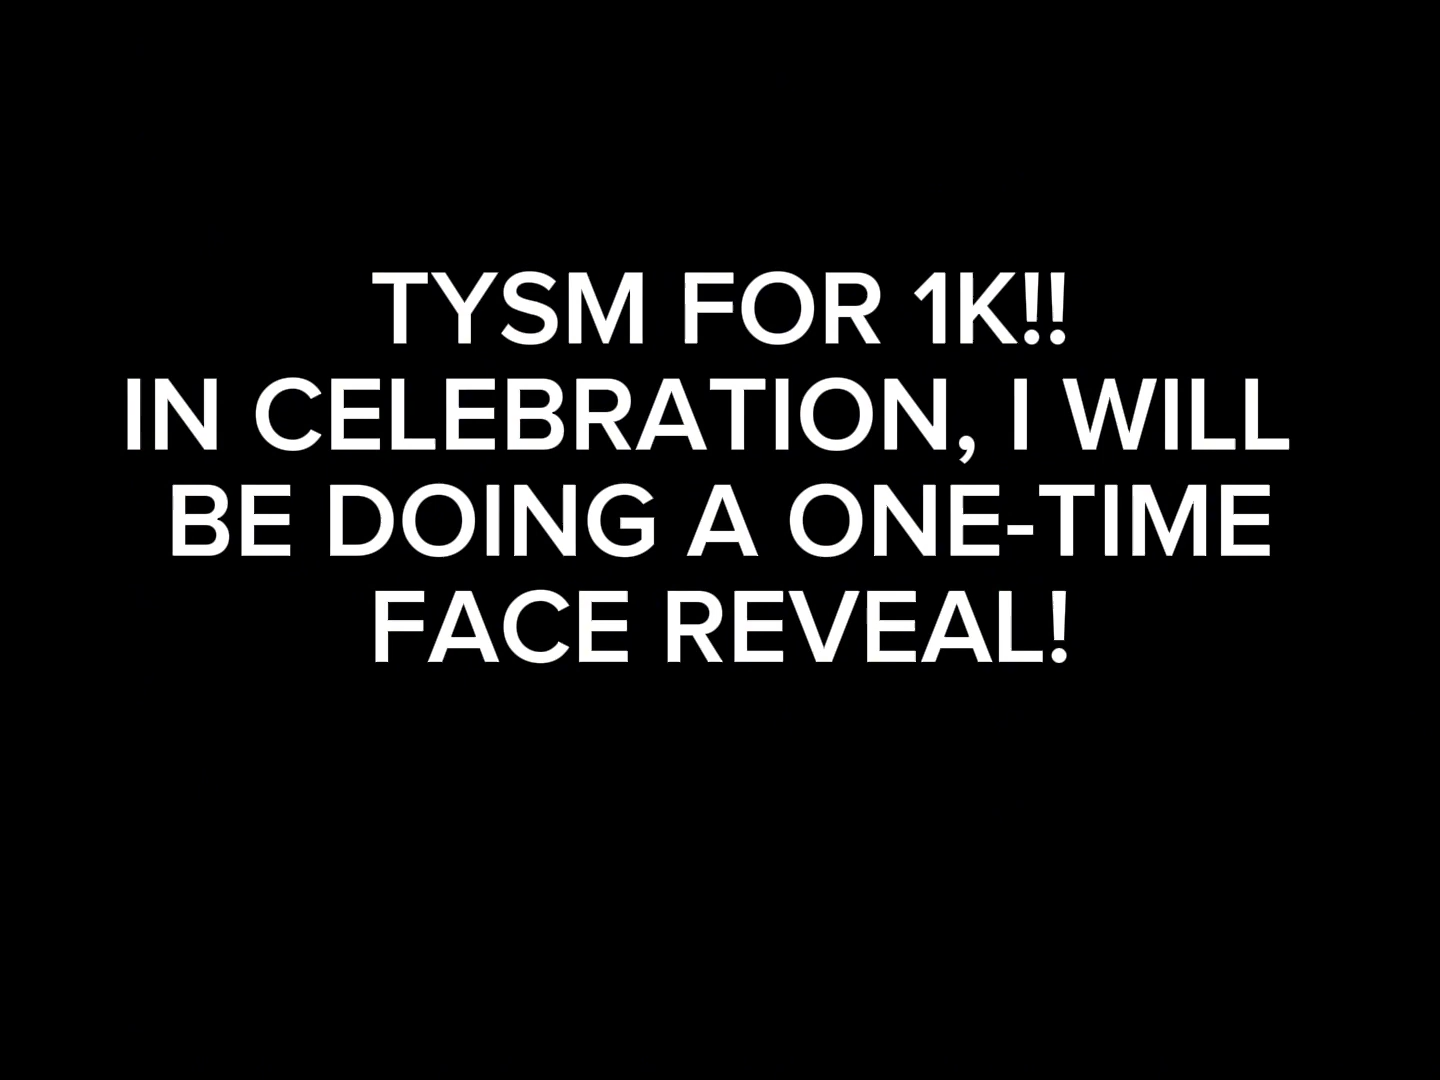 TYSM FOR 1K!!
IN CELEBRATION, I WILL
BE DOING A ONE-TIME
FACE REVEAL!